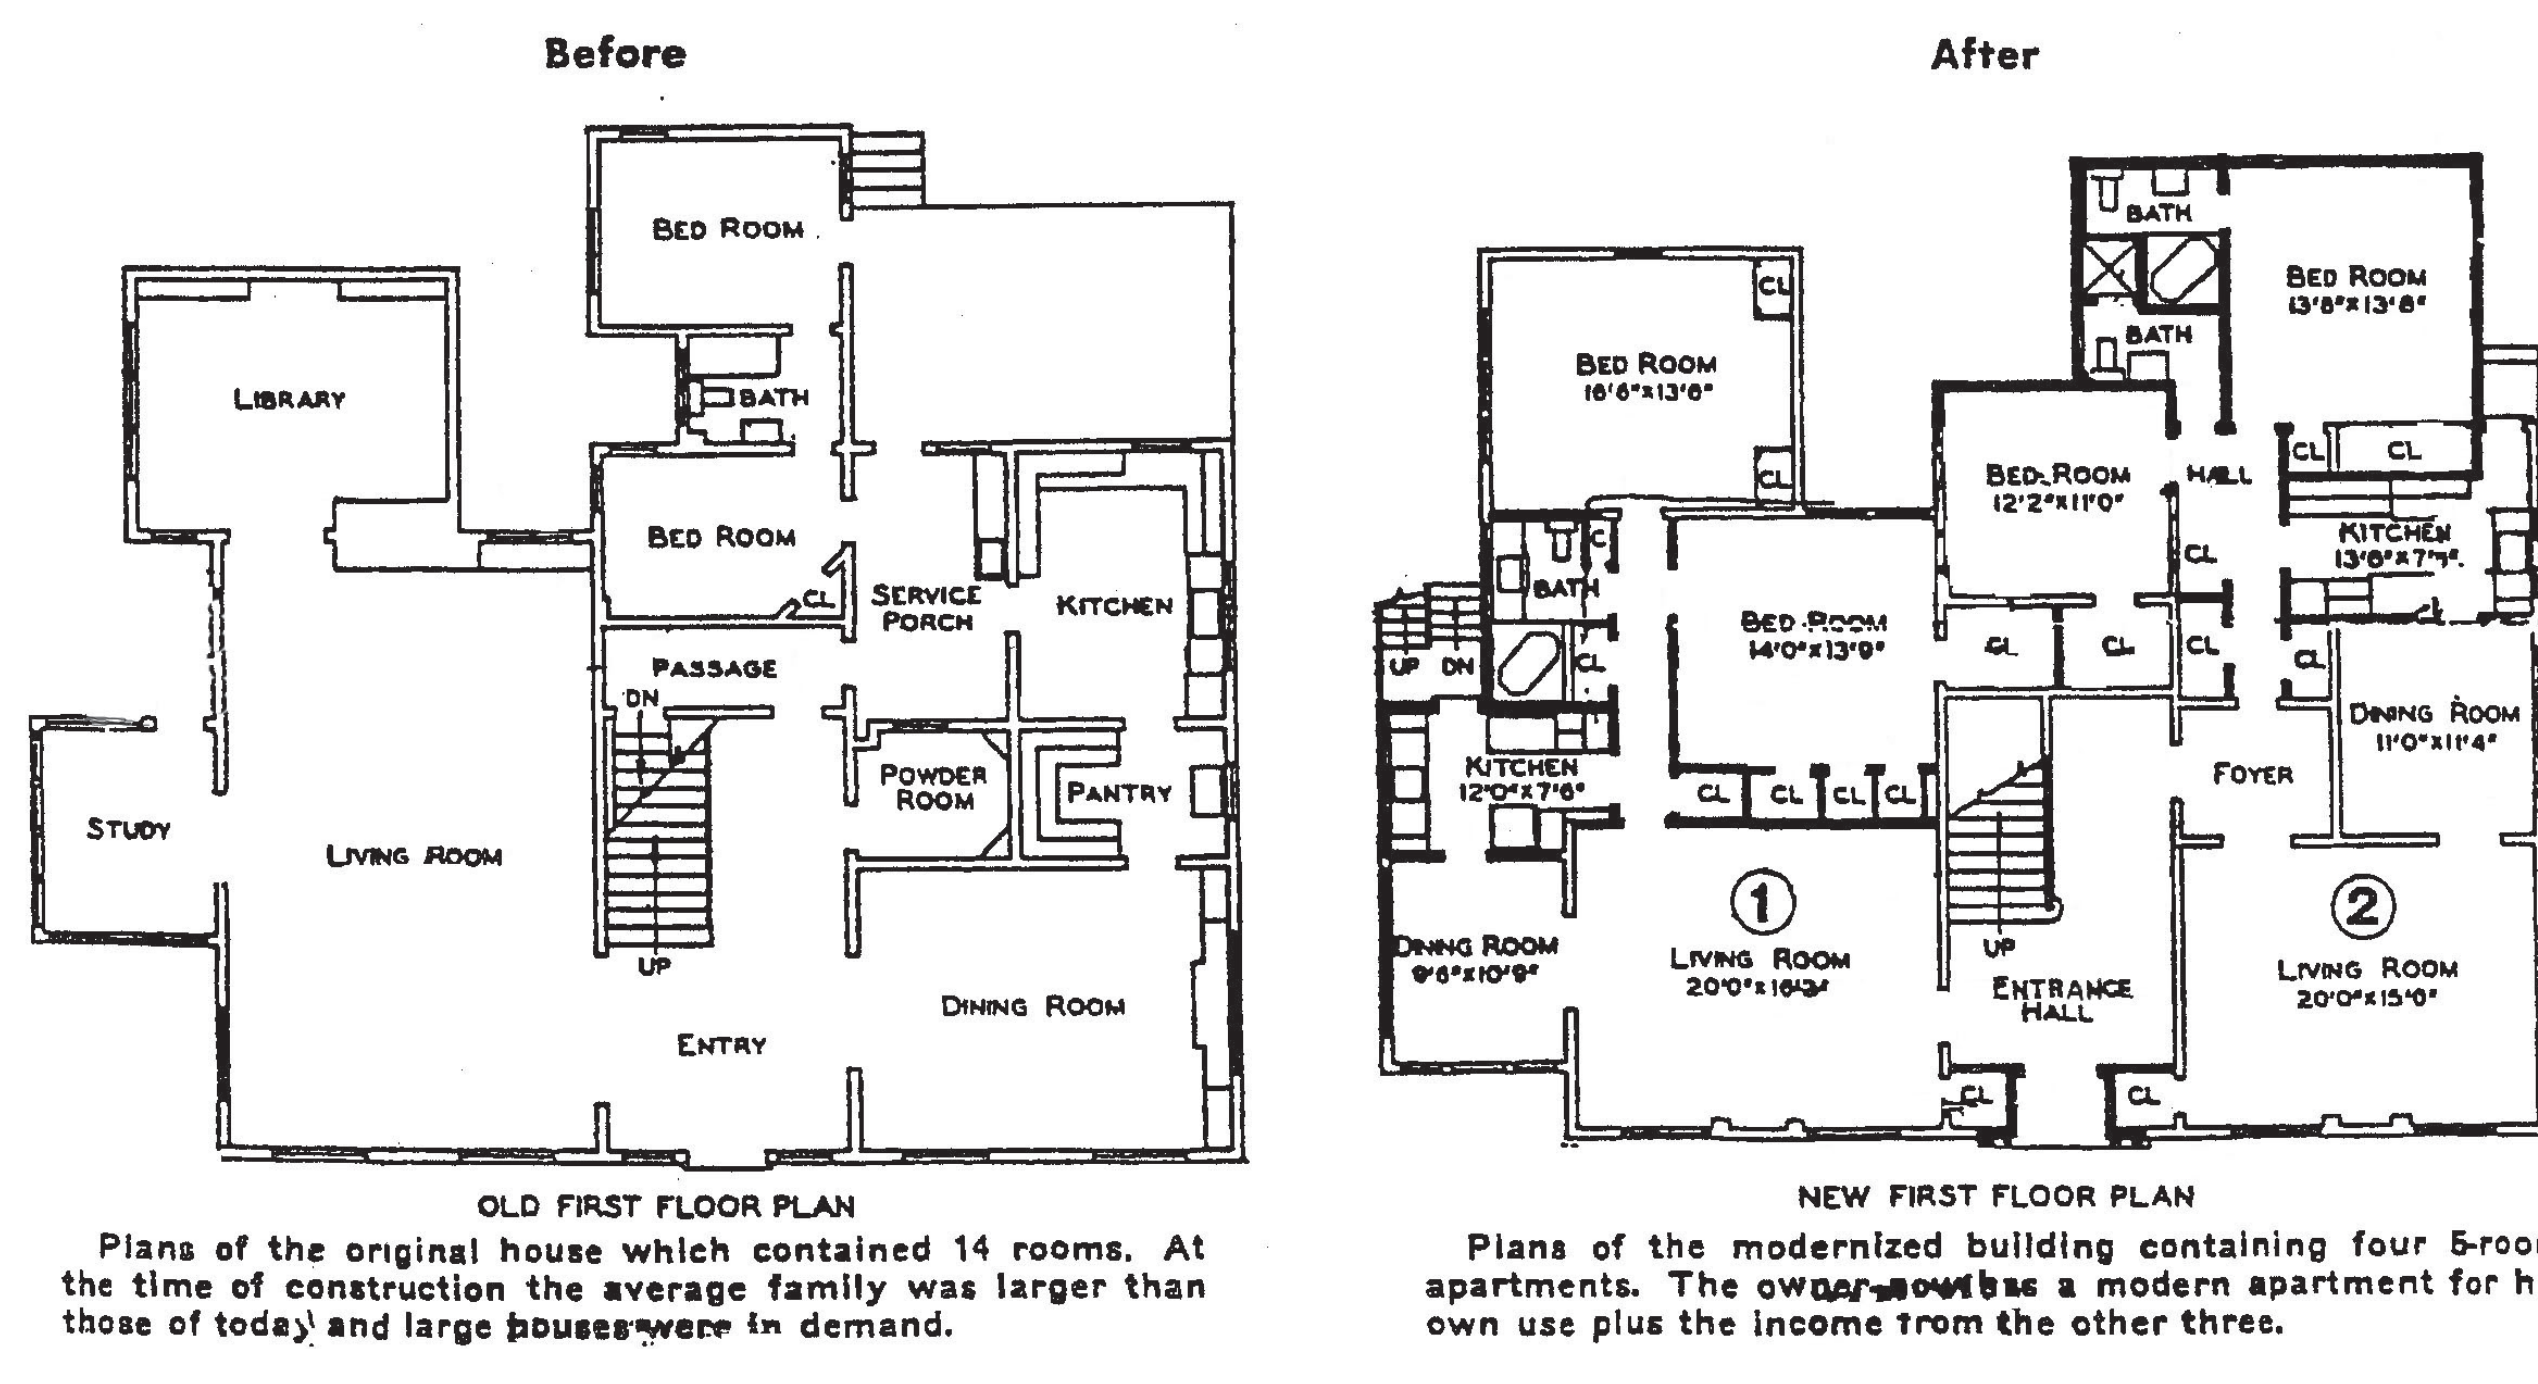 Before
BED ROOM
LIBRARY
BATH
BED ROOM
CL
SERVICE
PORCH
KITCHEN
PASSAGE
DN
POWDER
ROOM
PANTRY
STUDY
LIVING ROOM
UP
DINING ROOM
ENTRY
OLD FIRST FLOOR PLAN
Plans of the original house which contained 14 rooms. At
the time of construction the average family was larger than
those of today and large houses were in demand.
After
BATH
BED ROOM
13'8"X13'8"
CL
BATH
BED ROOM
16'6"X13'6"
CL
CL
CL
BED ROOM
12'2"X11'0"
HALL
KITCHEN
C
BATH
CL
BED ROOM
14'0"X13'9"
CL
CL
CL
CL
CL
UP
DN
DINING ROOM
11'0"X11'4"
KITCHEN
12'0"X7'6"
FOYER
CL
CL
CL
CL
1
2
DINING ROOM
9'6"X10'9"
LIVING ROOM
LIVING ROOM
20'0"X15'0"
UP
ENTRANCE
HALL
CL
CL
NEW FIRST FLOOR PLAN
Plans of the modernized building containing four 5-roo
apartments. The owner now has a modern apartment for h
own use plus the income from the other three.